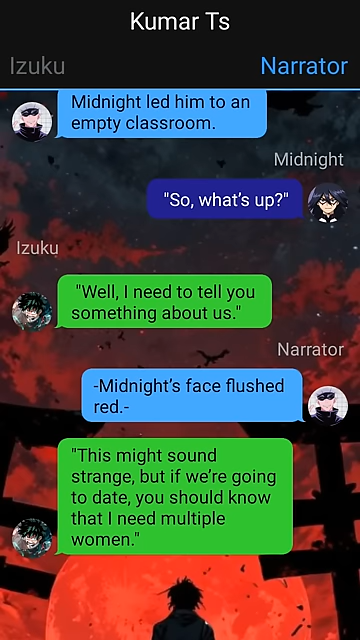 Kumar Ts
Izuku Narrator
Midnight led him to an
empty classroom.
Midnight
"So, what's up?"
Izuku
"Well, I need to tell you
something about us."
Narrator
-Midnight's face flushed
red.-
"This might sound
strange, but if we're going
to date, you should know
that I need multiple
women."